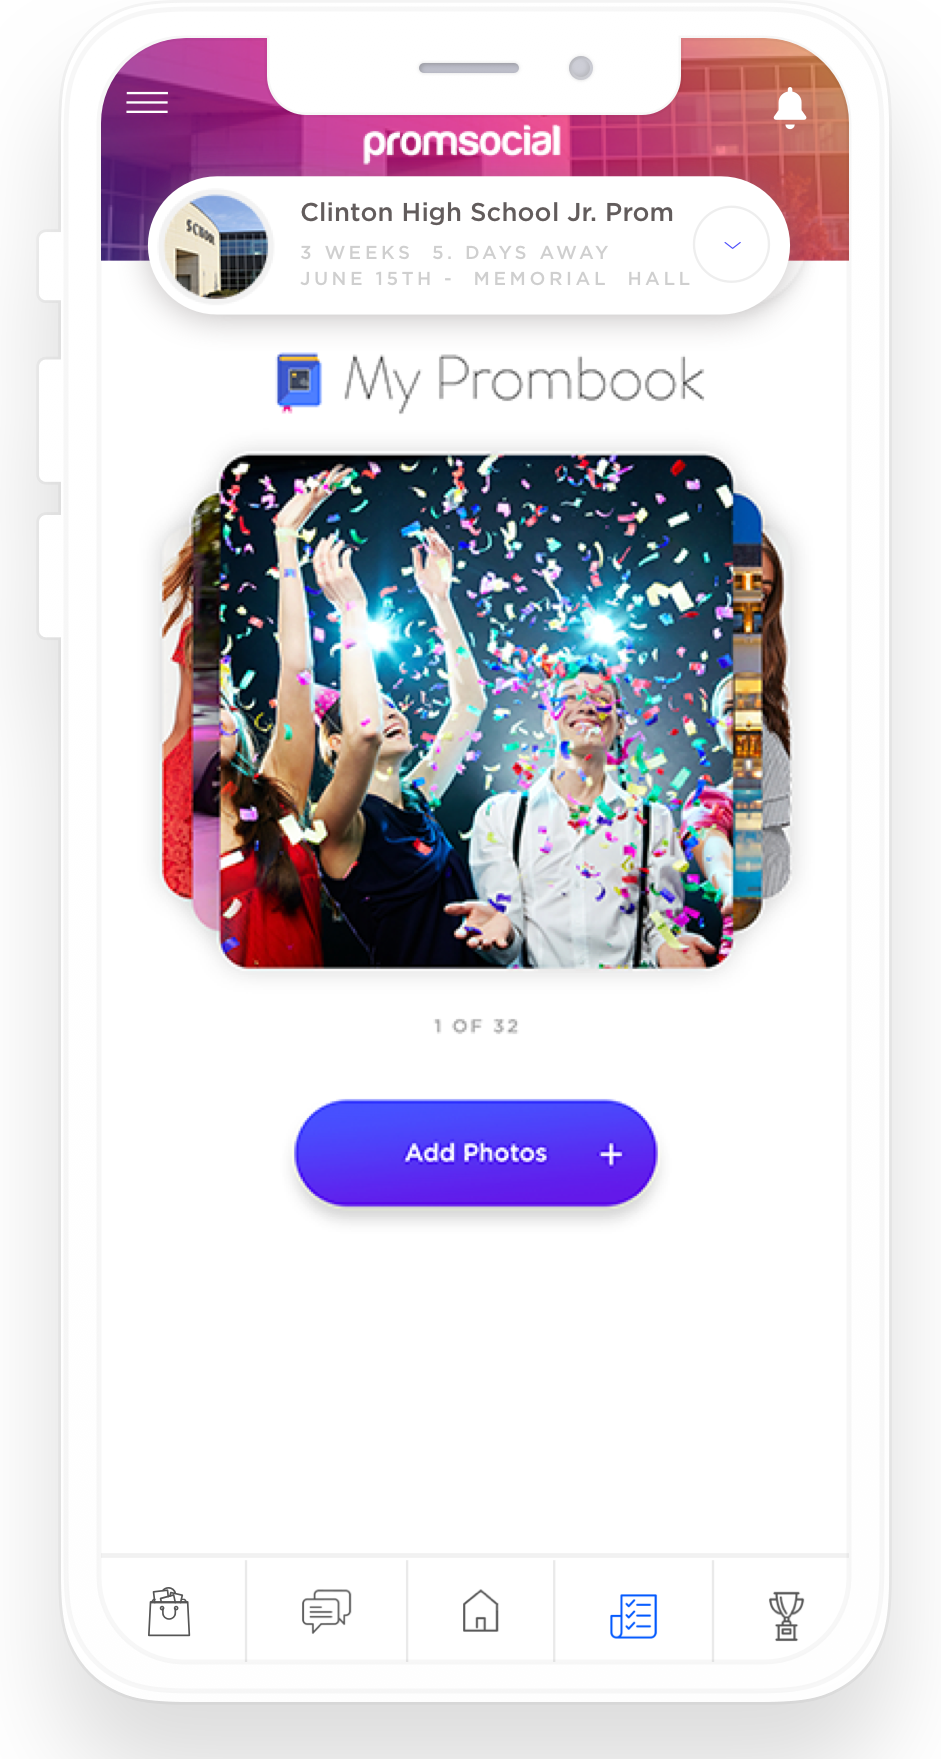 promsocial
SCHOOL
Clinton High School Jr. Prom
3 WEEKS 5. DAYS AWAY
JUNE 15TH - MEMORIAL HALL
My Prombook
1 OF 32
Add Photos +